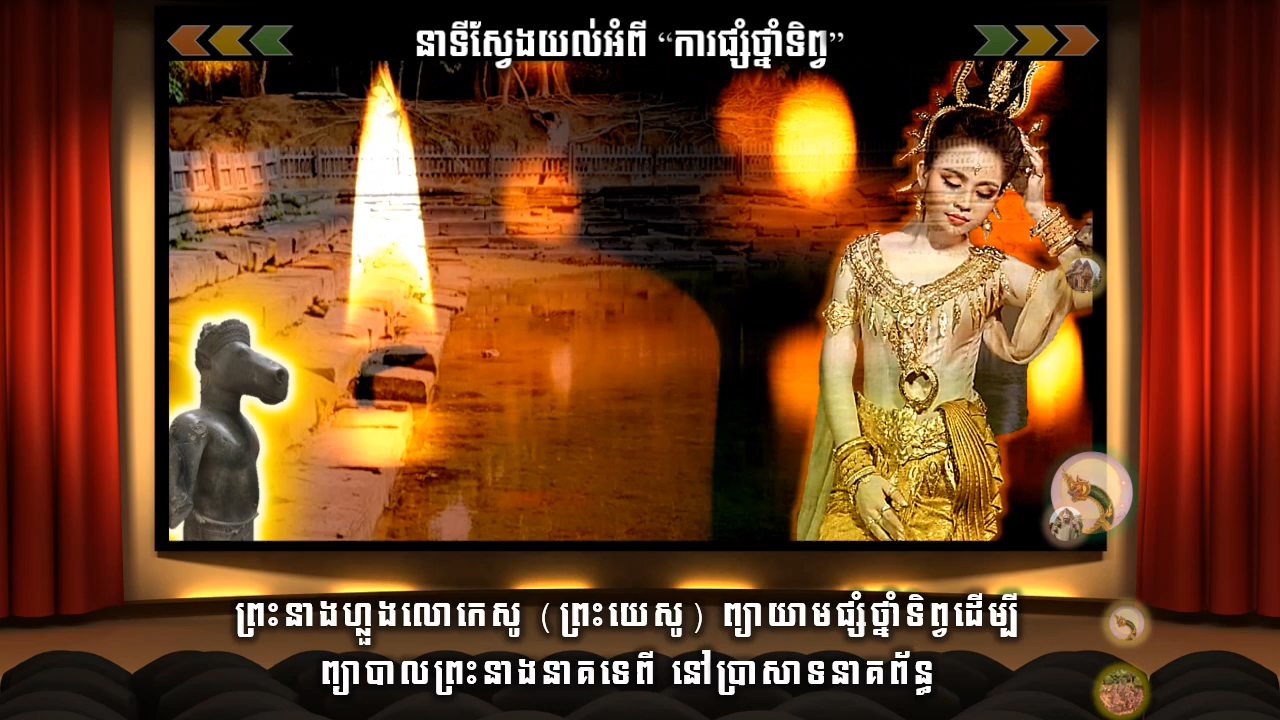 នាទីស្វែងយល់អំពី “ការផ្សំថ្នាំទិព្វ”
ព្រះនាងហ្លួងលោកេសូ (ព្រះយេសូ) ព្យាយាមផ្សំថ្នាំទិព្វដើម្បី
ព្យាបាលព្រះនាងនាគទេពី នៅប្រាសាទនាគព័ន្ធ